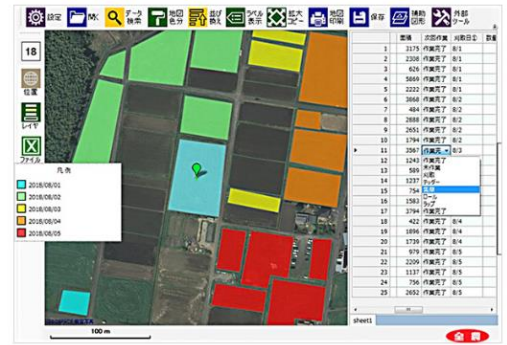 設定
開く
データ検索
地図色分
並び換え
ラベル表示
拡大コピー
地図印刷
保存
補助図形
外部ツール
18
位置
レイヤ
ファイル
凡例
2018/08/01
2018/08/02
2018/08/03
2018/08/04
2018/08/05
100 m
面積 次回作業 刈取日① 数量
1 3175 作業完了 8/1
2 2308 作業完了 8/1
3 626 作業完了 8/1
4 5869 作業完了 8/1
5 2222 作業完了 8/1
6 3868 作業完了 8/2
7 484 作業完了 8/2
8 2888 作業完了 8/2
9 2651 作業完了 8/2
10 1794 作業完了 8/2
11 3567 作業完 8/3
12 1243 作業完了
13 589 未作業
14 1237 刈取
15 754 テッダー
16 1583 ロール
17 3794 作業完了 ラップ
18 422 作業完了 8/4
19 1896 作業完了 8/4
20 1739 作業完了 8/4
21 979 作業完了 8/5
22 2209 作業完了 8/5
23 1137 作業完了 8/5
24 756 作業完了 8/5
25 2652 作業完了 8/5
sheet1